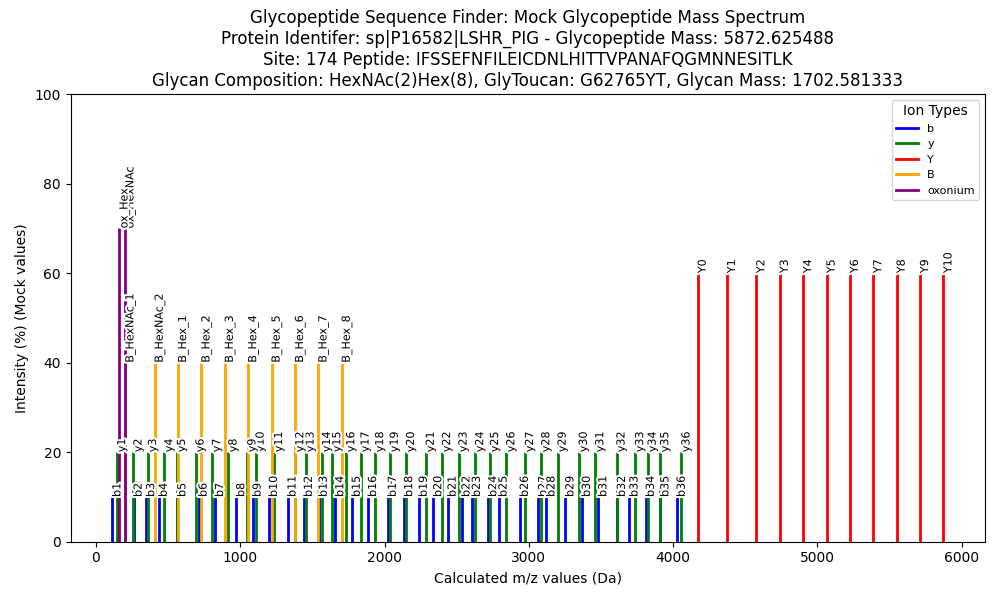 Glycopeptide Sequence Finder: Mock Glycopeptide Mass Spectrum
Protein Identifer: sp|P16582|LSHR_PIG - Glycopeptide Mass: 5872.625488
Site: 174 Peptide: IFSSEFNFILEICDNLHITTVPANAFQGMNNESITLK
Glycan Composition: HexNAc(2)Hex(8), GlyToucan: G62765YT, Glycan Mass: 1702.581333
Intensity (%) (Mock values)
100
80
60
40
20
0
Ion Types
b
y
Y
B
oxonium
ox_Hex
ox_HexNAc
B_HexNAc_1
B_HexNAc_2
B_Hex_1
B_Hex_2
B_Hex_3
B_Hex_4
B_Hex_5
B_Hex_6
B_Hex_7
B_Hex_8
Y0
Y1
Y2
Y3
Y4
Y5
Y6
Y7
Y8
Y9
Y10
y1
y2
y3
y4
y5
y6
y7
y8
y9
y10
y11
y12
y13
y14
y15
y16
y17
y18
y19
y20
y21
y22
y23
y24
y25
y26
y27
y28
y29
y30
y31
y32
y33
y34
y35
y36
b1
b2
b3
b4
b5
b6
b7
b8
b9
b10
b11
b12
b13
b14
b15
b16
b17
b18
b19
b20
b21
b22
b23
b24
b25
b26
b27
b28
b29
b30
b31
b32
b33
b34
b35
b36
0
1000
2000
3000
4000
5000
6000
Calculated m/z values (Da)